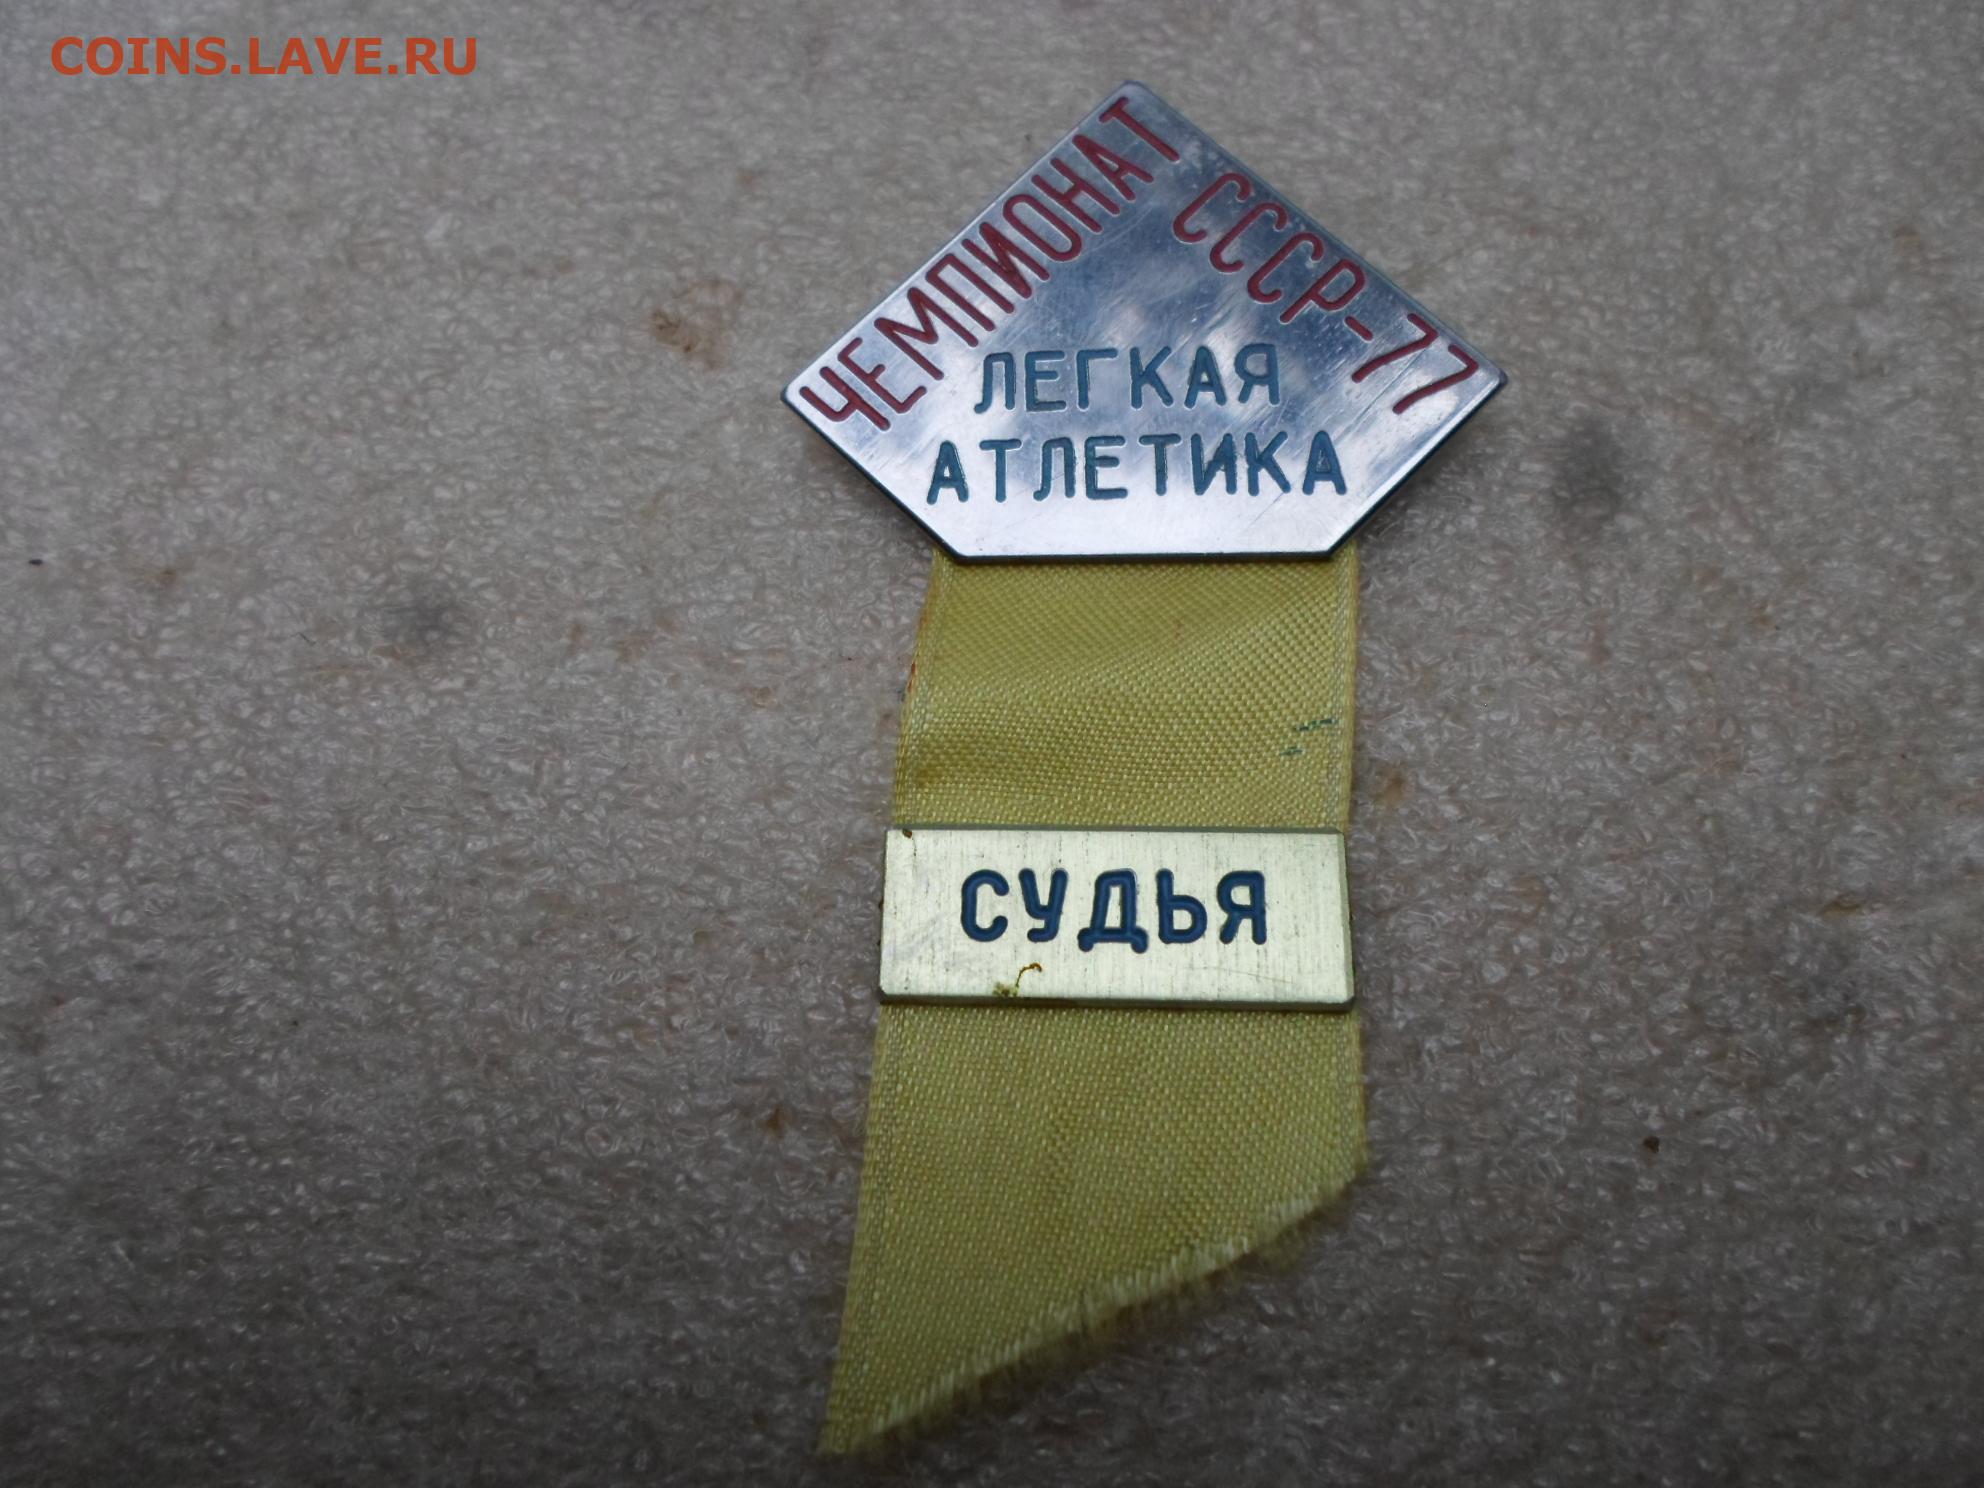 COINS.LAVE.RU
ЧЕМПИОНАТ СССР-77
ЛЕГКАЯ
АТЛЕТИКА
СУДЬЯ